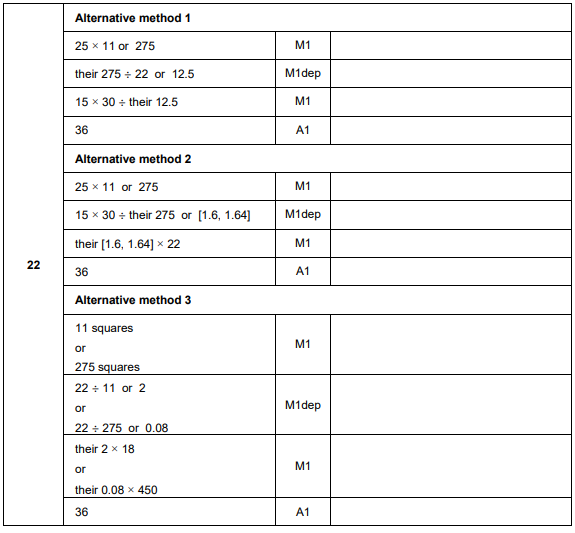 Alternative method 1
25 × 11 or 275 M1
their 275 ÷ 22 or 12.5 M1dep
15 × 30 ÷ their 12.5 M1
36 A1
Alternative method 2
25 × 11 or 275 M1
15 × 30 ÷ their 275 or [1.6, 1.64] M1dep
their [1.6, 1.64] × 22 M1
22
36 A1
Alternative method 3
11 squares
or M1
275 squares
22 ÷ 11 or 2
or M1dep
22 ÷ 275 or 0.08
their 2 × 18
or M1
their 0.08 × 450
36 A1